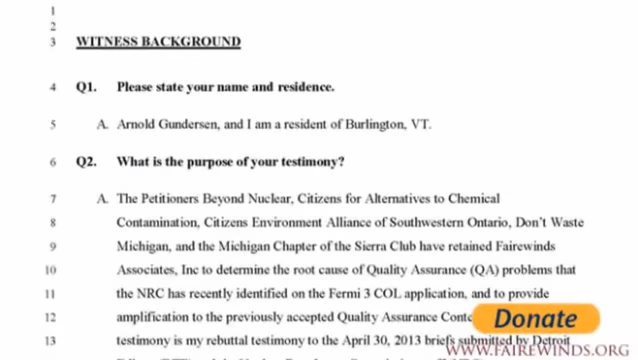 1
2
3 WITNESS BACKGROUND
4 Q1. Please state your name and residence.
5 A. Arnold Gundersen, and I am a resident of Burlington, VT.
6 Q2. What is the purpose of your testimony?
7 A. The Petitioners Beyond Nuclear, Citizens for Alternatives to Chemical
8 Contamination, Citizens Environment Alliance of Southwestern Ontario, Don't Waste
9 Michigan, and the Michigan Chapter of the Sierra Club have retained Fairewinds
10 Associates, Inc to determine the root cause of Quality Assurance (QA) problems that
11 the NRC has recently identified on the Fermi 3 COL application, and to provide
12 amplification to the previously accepted Quality Assurance
Donate
13 testimony is my rebuttal testimony to the April 30, 2013 briefs submitted by Detroit
WWW.FAIREWINDS.ORG